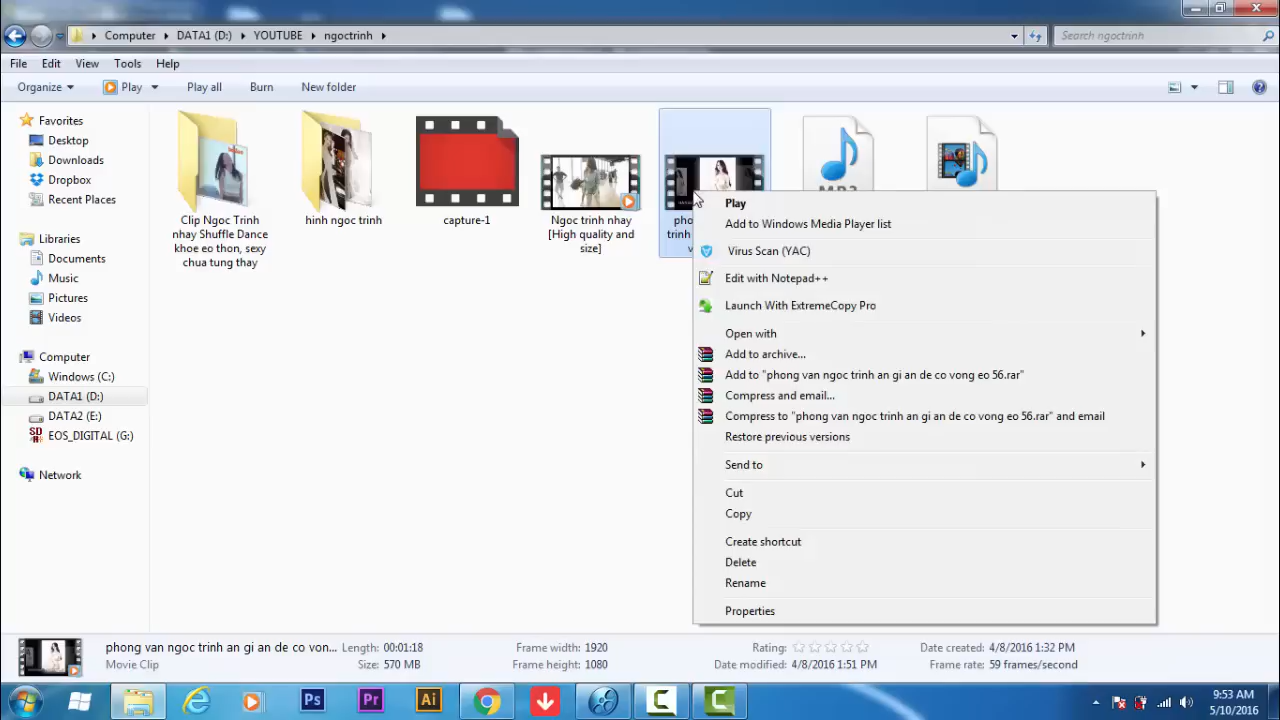 Computer
DATA1 (D:)
YOUTUBE
ngoctrinh
Search ngoctrinh
File
Edit
View
Tools
Help
Organize
Play
Play all
Burn
New folder
Favorites
Desktop
Downloads
Dropbox
Recent Places
Libraries
Documents
Music
Pictures
Videos
Computer
Windows (C:)
DATA1 (D:)
DATA2 (E:)
EOS_DIGITAL (G:)
Network
Clip Ngoc Trinh
nhay Shuffle Dance
khoe eo thon, sexy
chua tung thay
hinh ngoc trinh
capture-1
Ngoc trinh nhay
[High quality and
size]
pho
trinh
v
Play
Add to Windows Media Player list
Virus Scan (YAC)
Edit with Notepad++
Launch With ExtremeCopy Pro
Open with
Add to archive...
Add to "phong van ngoc trinh an gi an de co vong eo 56.rar"
Compress and email...
Compress to "phong van ngoc trinh an gi an de co vong eo 56.rar" and email
Restore previous versions
Send to
Cut
Copy
Create shortcut
Delete
Rename
Properties
phong van ngoc trinh an gi an de co von...
Movie Clip
Length: 00:01:18
Size: 570 MB
Frame width: 1920
Frame height: 1080
Rating:
Date modified: 4/8/2016 1:51 PM
Date created: 4/8/2016 1:32 PM
Frame rate: 59 frames/second
Ps
Pr
Ai
9:53 AM
5/10/2016